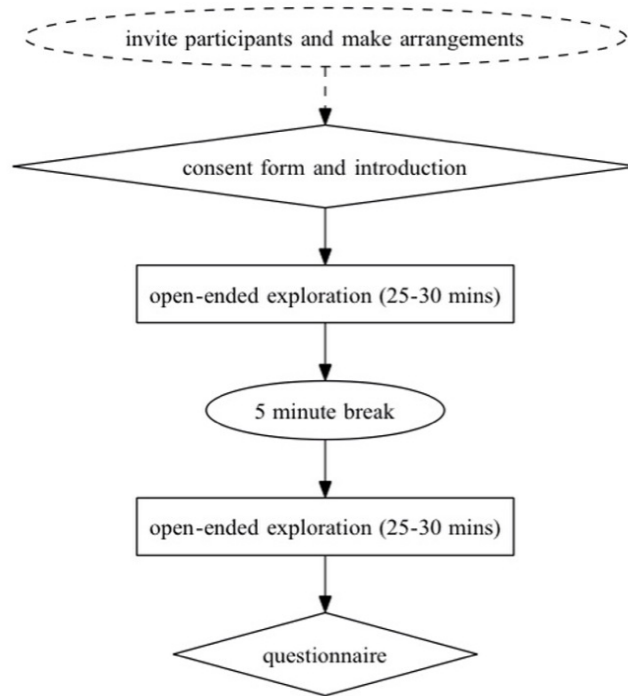 invite participants and make arrangements
consent form and introduction
open-ended exploration (25-30 mins)
5 minute break
open-ended exploration (25-30 mins)
questionnaire